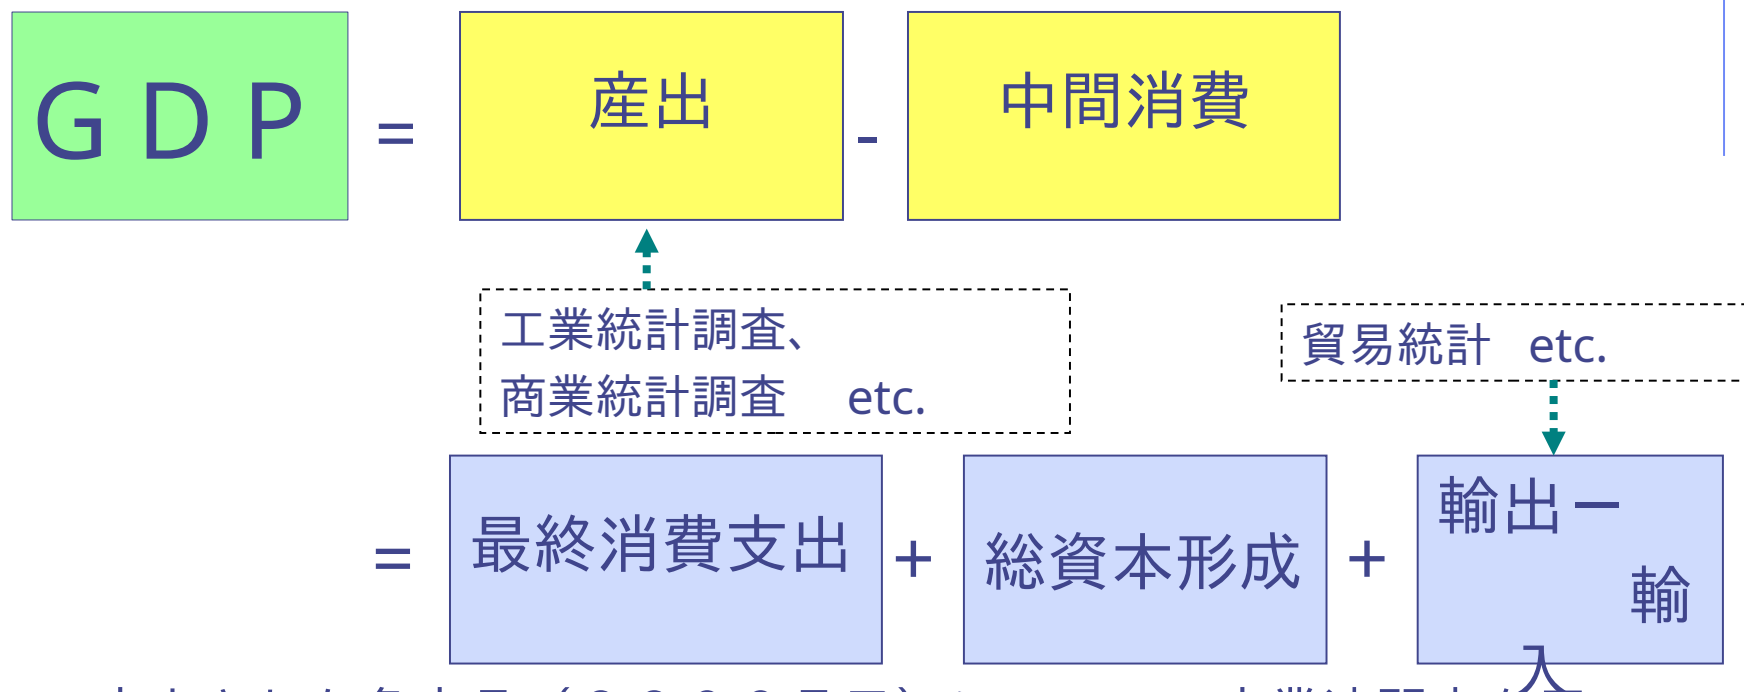 GDP = 産出 - 中間消費
工業統計調査、
商業統計調査 etc.
貿易統計 etc.
= 最終消費支出 + 総資本形成 + 輸出－
輸
入